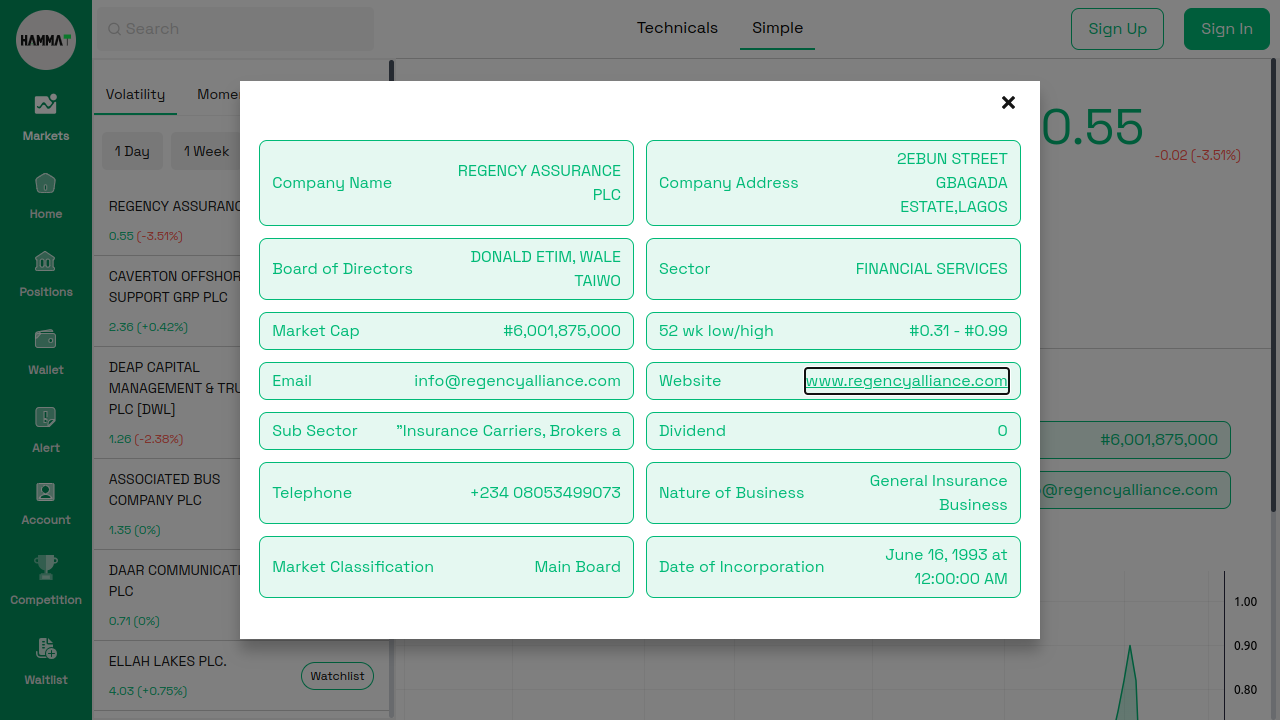 HAMMA
Search
Technicals
Simple
Sign Up
Sign In
Markets
Home
Positions
Wallet
Alert
Account
Competition
Waitlist
Volatility
1 Day
1 Week
REGENCY
0.55 (-3.51%)
CAVERTON
SUPPORT GRP PLC
2.36 (+0.42%)
DEAP CAPITAL
MANAGEMENT &
PLC [DWL]
1.26 (-2.38%)
ASSOCIATED BUS
COMPANY PLC
1.35 (0%)
DAAR
PLC
0.71 (0%)
ELLAH LAKES PLC.
4.03 (+0.75%)
Watchlist
0.55
-0.02 (-3.51%)
Company Name
REGENCY ASSURANCE
PLC
Company Address
2EBUN STREET
GBAGADA
ESTATE,LAGOS
Board of Directors
DONALD ETIM, WALE
TAIWO
Sector
FINANCIAL SERVICES
Market Cap
#6,001,875,000
52 wk low/high
#0.31 - #0.99
Email
info@regencyalliance.com
Website
www.regencyalliance.com
Sub Sector
"Insurance Carriers, Brokers a
Dividend
0
Telephone
+234 08053499073
Nature of Business
General Insurance
Business
Market Classification
Main Board
Date of Incorporation
June 16, 1993 at
12:00:00 AM
#6,001,875,000
@regencyalliance.com
1.00
0.90
0.80